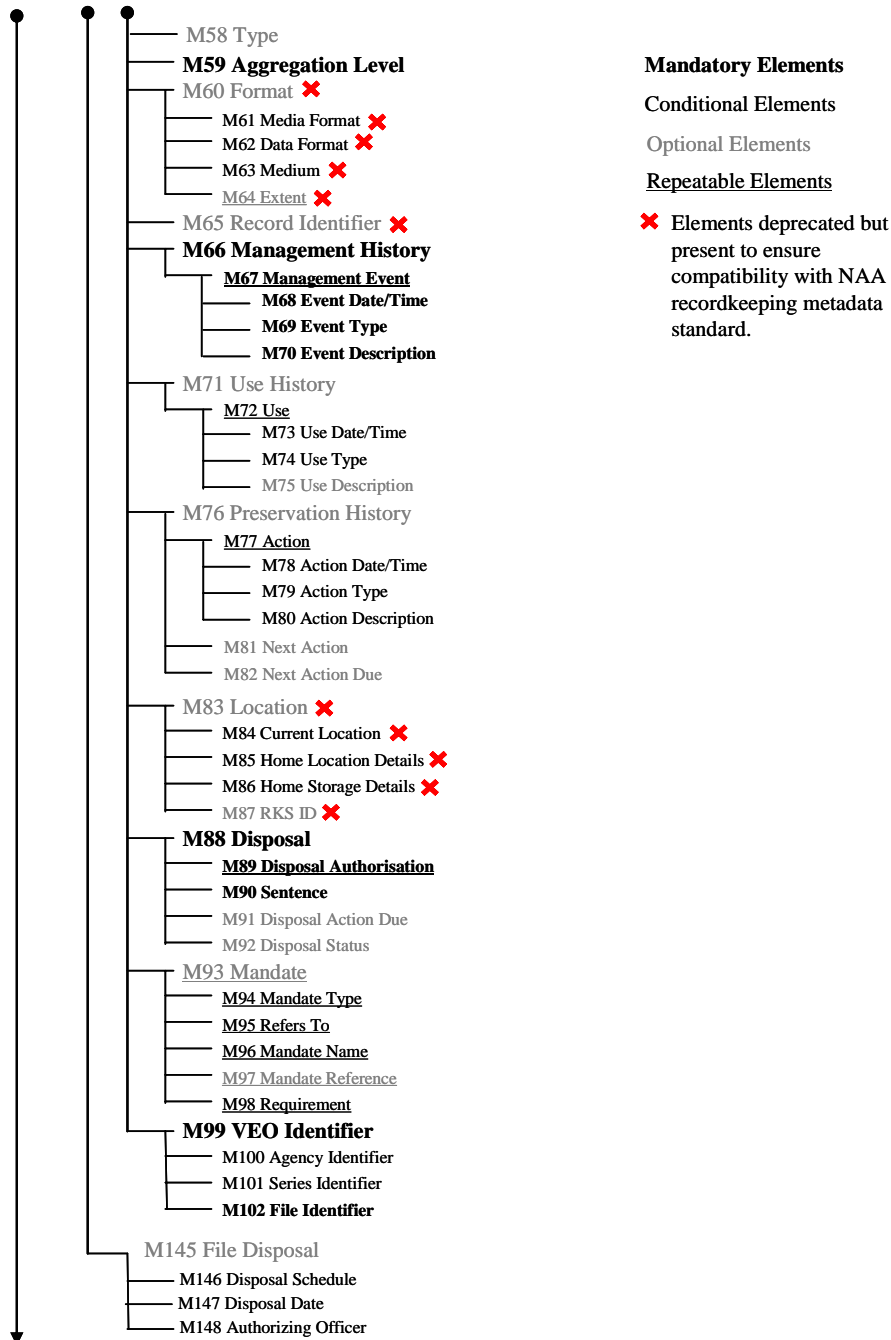 M58 Type
M59 Aggregation Level
M60 Format
M61 Media Format
M62 Data Format
M63 Medium
M64 Extent
M65 Record Identifier
M66 Management History
M67 Management Event
M68 Event Date/Time
M69 Event Type
M70 Event Description
M71 Use History
M72 Use
M73 Use Date/Time
M74 Use Type
M75 Use Description
M76 Preservation History
M77 Action
M78 Action Date/Time
M79 Action Type
M80 Action Description
M81 Next Action
M82 Next Action Due
M83 Location
M84 Current Location
M85 Home Location Details
M86 Home Storage Details
M87 RKS ID
M88 Disposal
M89 Disposal Authorisation
M90 Sentence
M91 Disposal Action Due
M92 Disposal Status
M93 Mandate
M94 Mandate Type
M95 Refers To
M96 Mandate Name
M97 Mandate Reference
M98 Requirement
M99 VEO Identifier
M100 Agency Identifier
M101 Series Identifier
M102 File Identifier
M145 File Disposal
M146 Disposal Schedule
M147 Disposal Date
M148 Authorizing Officer
Mandatory Elements
Conditional Elements
Optional Elements
Repeatable Elements
Elements deprecated but
present to ensure
compatibility with NAA
recordkeeping metadata
standard.